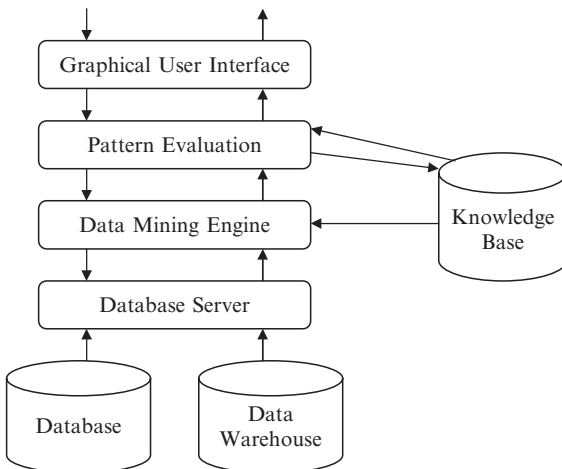 Graphical User Interface
Pattern Evaluation
Data Mining Engine
Knowledge
Base
Database Server
Database
Data
Warehouse